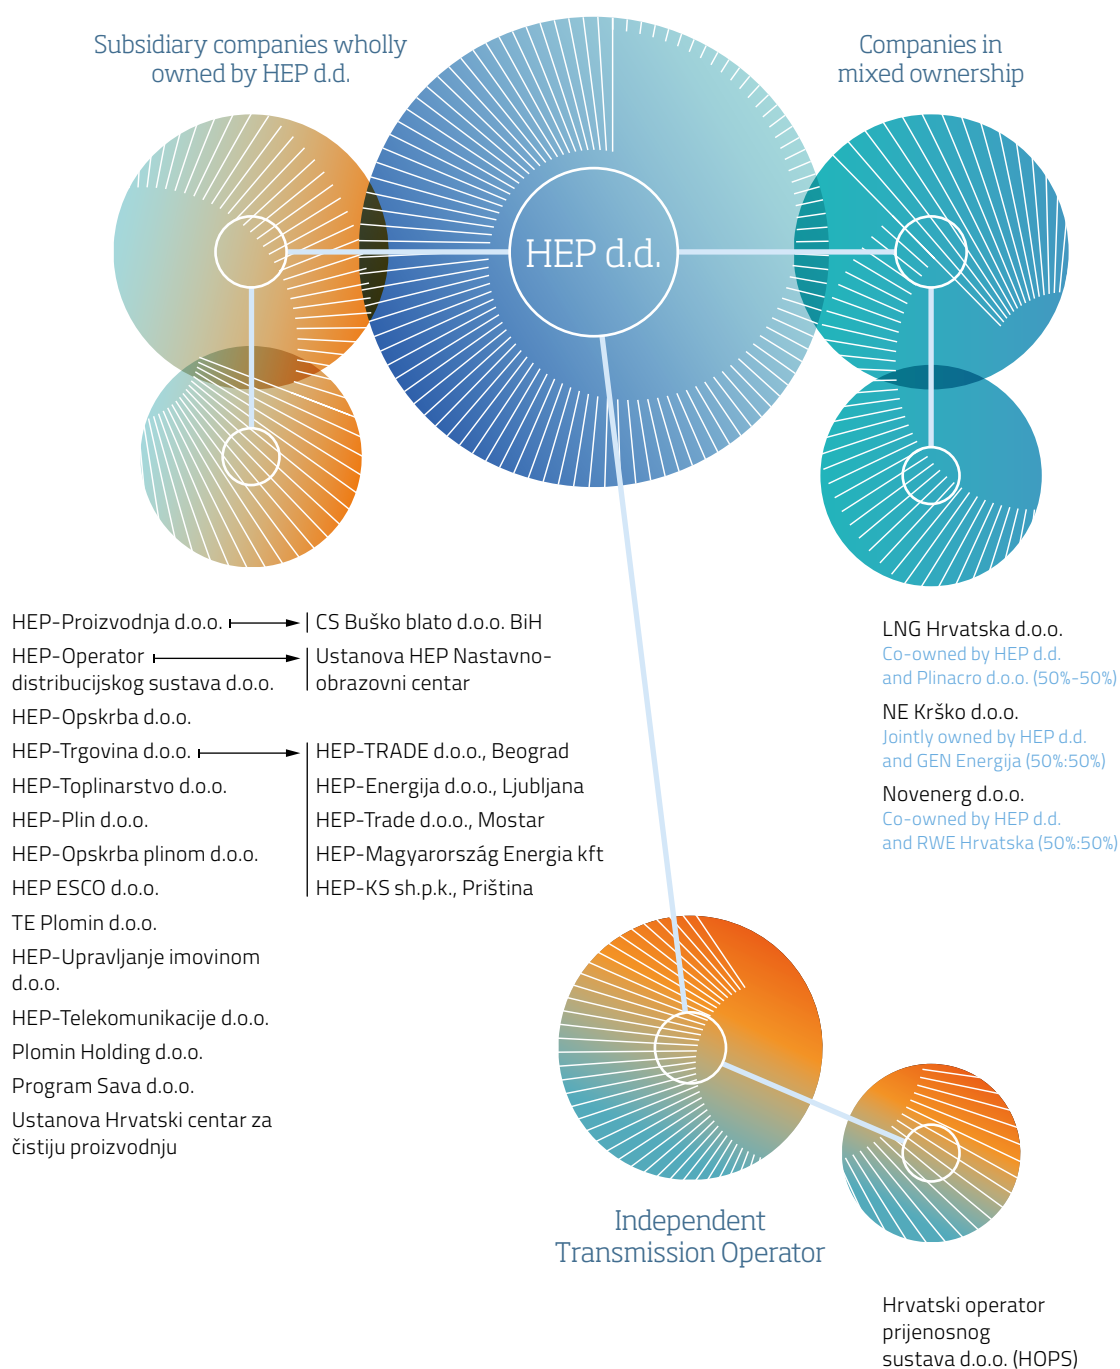 Subsidiary companies wholly
owned by HEP d.d.
Companies in
mixed ownership
HEP d.d.
HEP-Proizvodnja d.o.o.
CS Buško blato d.o.o. BiH
HEP-Operator
distribucijskog sustava d.o.o.
Ustanova HEP Nastavno-
obrazovni centar
HEP-Opskrba d.o.o.
HEP-Trgovina d.o.o.
HEP-TRADE d.o.o., Beograd
HEP-Toplinarstvo d.o.o.
HEP-Energija d.o.o., Ljubljana
HEP-Plin d.o.o.
HEP-Trade d.o.o., Mostar
HEP-Opskrba plinom d.o.o.
HEP-Magyarország Energia kft
HEP ESCO d.o.o.
HEP-KS sh.p.k., Priština
TE Plomin d.o.o.
HEP-Upravljanje imovinom
d.o.o.
HEP-Telekomunikacije d.o.o.
Plomin Holding d.o.o.
Program Sava d.o.o.
Ustanova Hrvatski centar za
čistiju proizvodnju
LNG Hrvatska d.o.o.
Co-owned by HEP d.d.
and Plinacro d.o.o. (50%-50%)
NE Krško d.o.o.
Jointly owned by HEP d.d.
and GEN Energija (50%:50%)
Novenerg d.o.o.
Co-owned by HEP d.d.
and RWE Hrvatska (50%:50%)
Independent
Transmission Operator
Hrvatski operator
prijenosnog
sustava d.o.o. (HOPS)